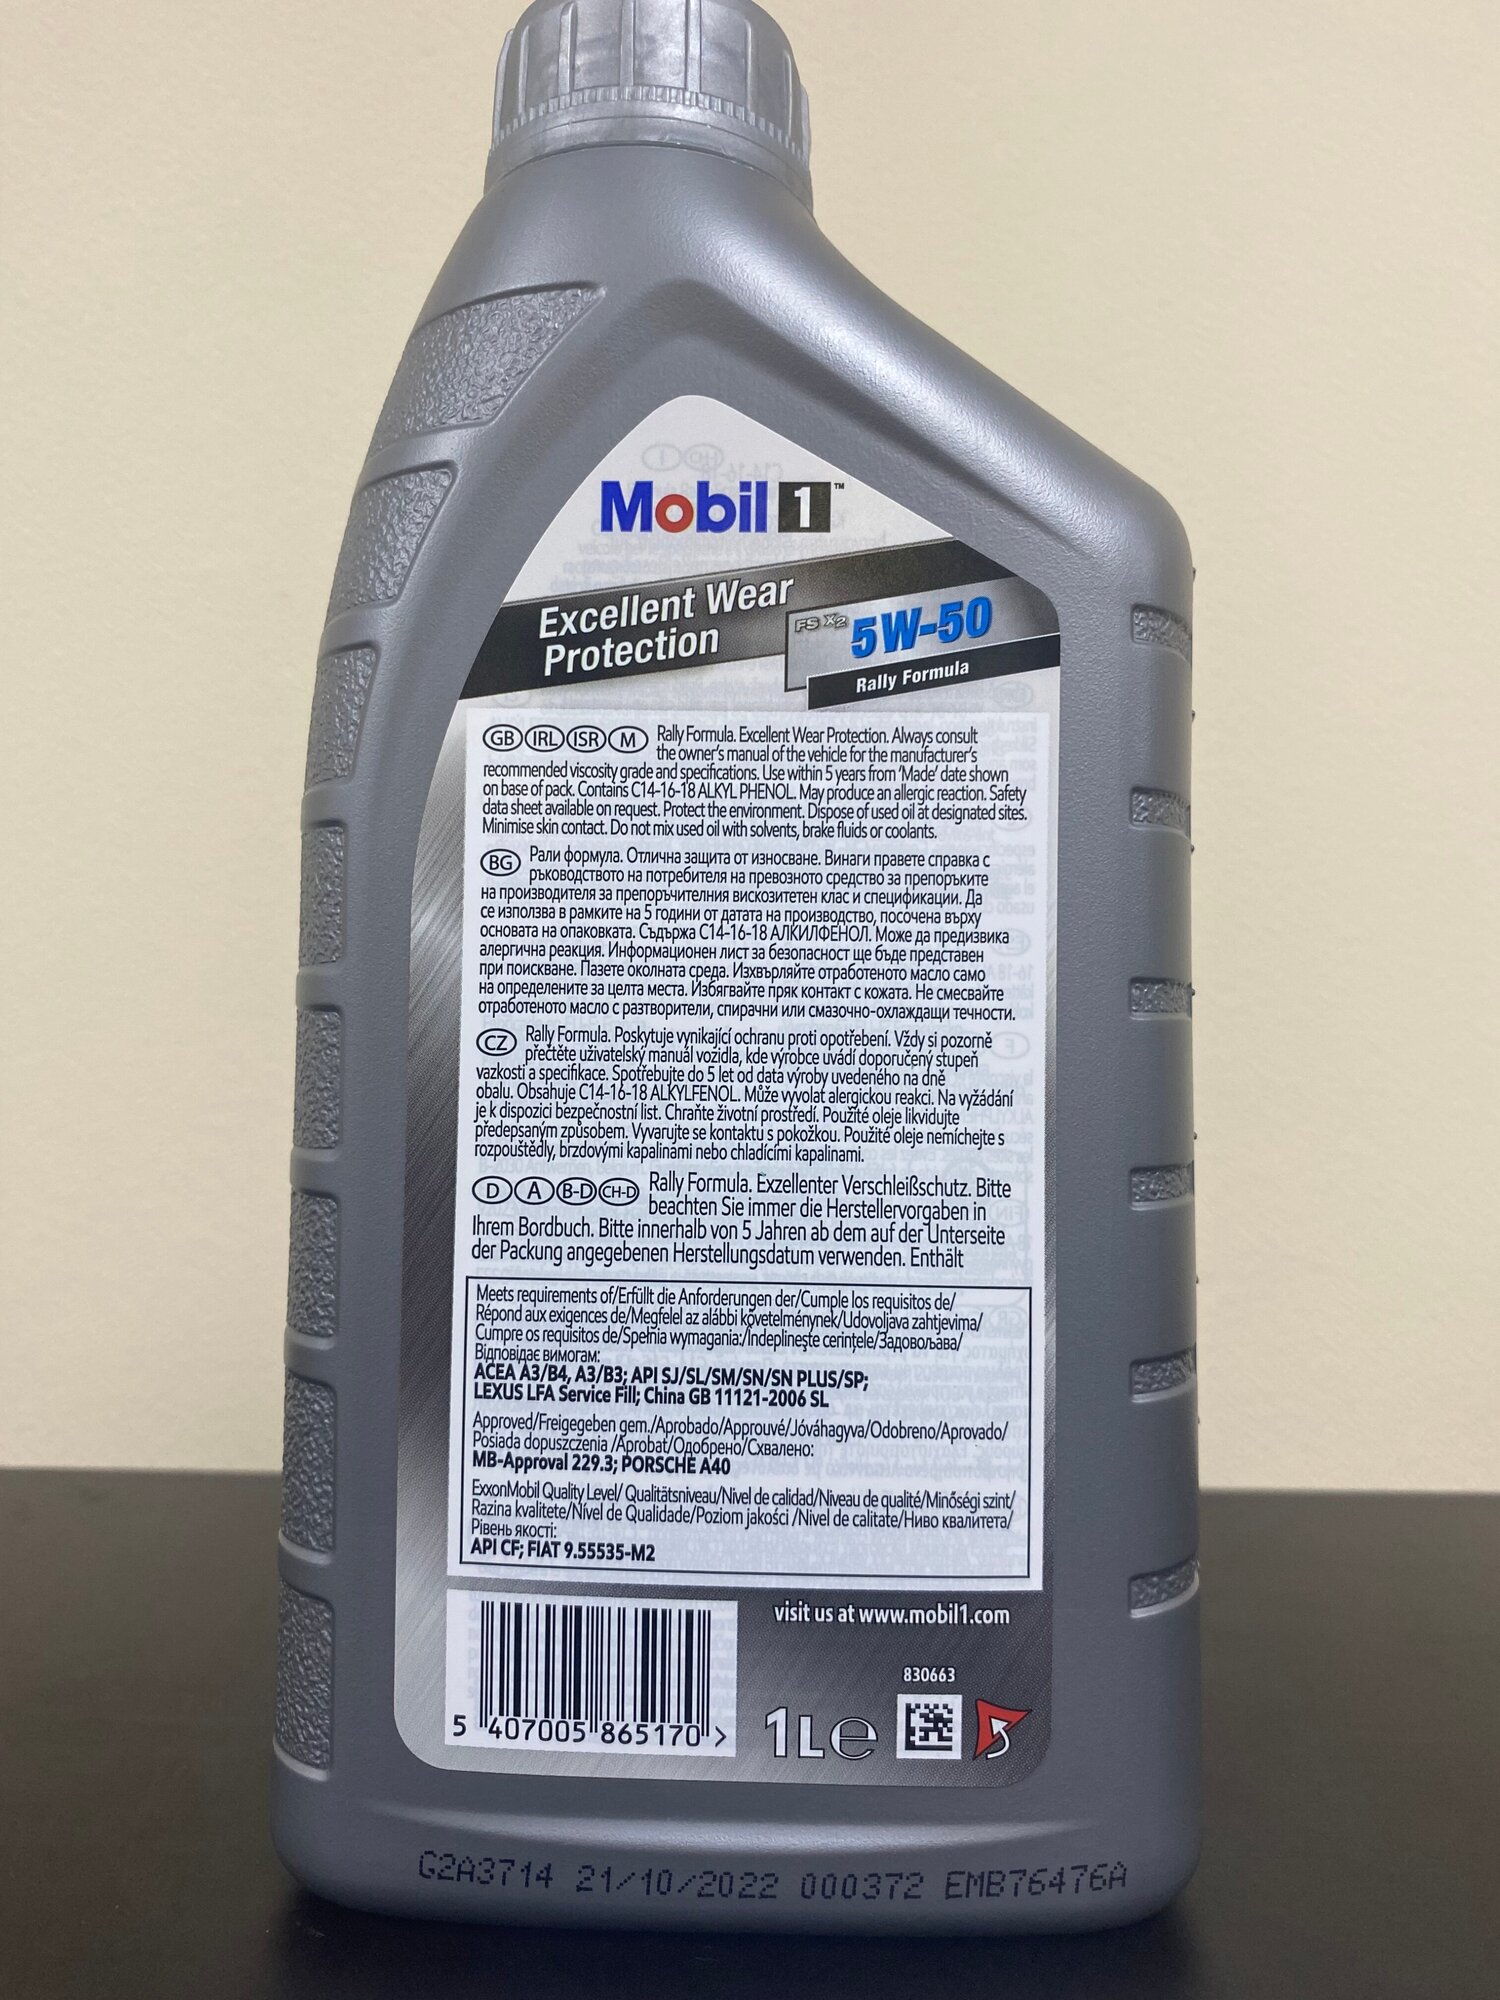 Mobil 1™
Excellent Wear
Protection
FS X2
5W-50
Rally Formula
GB IRL ISR M Rally Formula. Excellent Wear Protection. Always consult
the owner's manual of the vehicle for the manufacturer's
recommended viscosity grade and specifications. Use within 5 years from 'Made' date shown
on base of pack. Contains C14-16-18 ALKYL PHENOL. May produce an allergic reaction. Safety
data sheet available on request. Protect the environment. Dispose of used oil at designated sites.
Minimise skin contact. Do not mix used oil with solvents, brake fluids or coolants.
BG Рали формула. Отлична защита от износване. Винаги правете справка с
ръководството на потребителя на превозното средство за препоръките
на производителя за препоръчителния вискозитетен клас и спецификации. Да
се използва в рамките на 5 години от датата на производство, посочена върху
основата на опаковката. Съдържа C14-16-18 АЛКИЛФЕНОЛ. Може да предизвика
алергична реакция. Информационен лист за безопасност ще бъде представен
при поискване. Пазете околната среда. Изхвърляйте отработеното масло само
на определените за целта места. Избягвайте пряк контакт с кожата. Не смесвайте
отработеното масло с разтворители, спирачни или смазочно-охлаждащи течности.
CZ Rally Formula. Poskytuje vynikající ochranu proti opotřebení. Vždy si pozorně
přečtěte uživatelský manuál vozidla, kde výrobce uvádí doporučený stupeň
vazkosti a specifikace. Spotřebujte do 5 let od data výroby uvedeného na dně
obalu. Obsahuje C14-16-18 ALKYLFENOL. Může vyvolat alergickou reakci. Na vyžádání
je k dispozici bezpečnostní list. Chraňte životní prostředí. Použité oleje likvidujte
předepsaným způsobem. Vyvarujte se kontaktu s pokožkou. Použité oleje nemíchejte s
rozpouštědly, brzdovými kapalinami nebo chladícími kapalinami.
D A B-D CH-D Rally Formula. Exzellenter Verschleißschutz. Bitte
beachten Sie immer die Herstellervorgaben in
Ihrem Bordbuch. Bitte innerhalb von 5 Jahren ab dem auf der Unterseite
der Packung angegebenen Herstellungsdatum verwenden. Enthält
Meets requirements of/Erfüllt die Anforderungen der/Cumple los requisitos de/
Répond aux exigences de/Megfelel az alábbi követelménynek/Udovoljava zahtjevima/
Cumpre os requisitos de/Spełnia wymagania:/Îndeplinește cerințele/Задовољава/
Відповідає вимогам:
ACEA A3/B4, A3/B3; API SJ/SL/SM/SN/SN PLUS/SP;
LEXUS LFA Service Fill; China GB 11121-2006 SL
Approved/Freigegeben gem./Aprobado/Approuvé/Jóváhagyva/Odobreno/Aprovado/
Posiada dopuszczenia /Aprobat/Одобрено/Схвалено:
MB-Approval 229.3; PORSCHE A40
ExxonMobil Quality Level/ Qualitätsniveau/Nivel de calidad/Niveau de qualité/Minőségi szint/
Razina kvalitete/Nível de Qualidade/Poziom jakości /Nivel de calitate/Ниво квалитета/
Рівень якості:
API CF; FIAT 9.55535-M2
visit us at www.mobil1.com
830663
5 407005 865170 >
1L e
G2A3714 21/10/2022 000372 EMB76476A